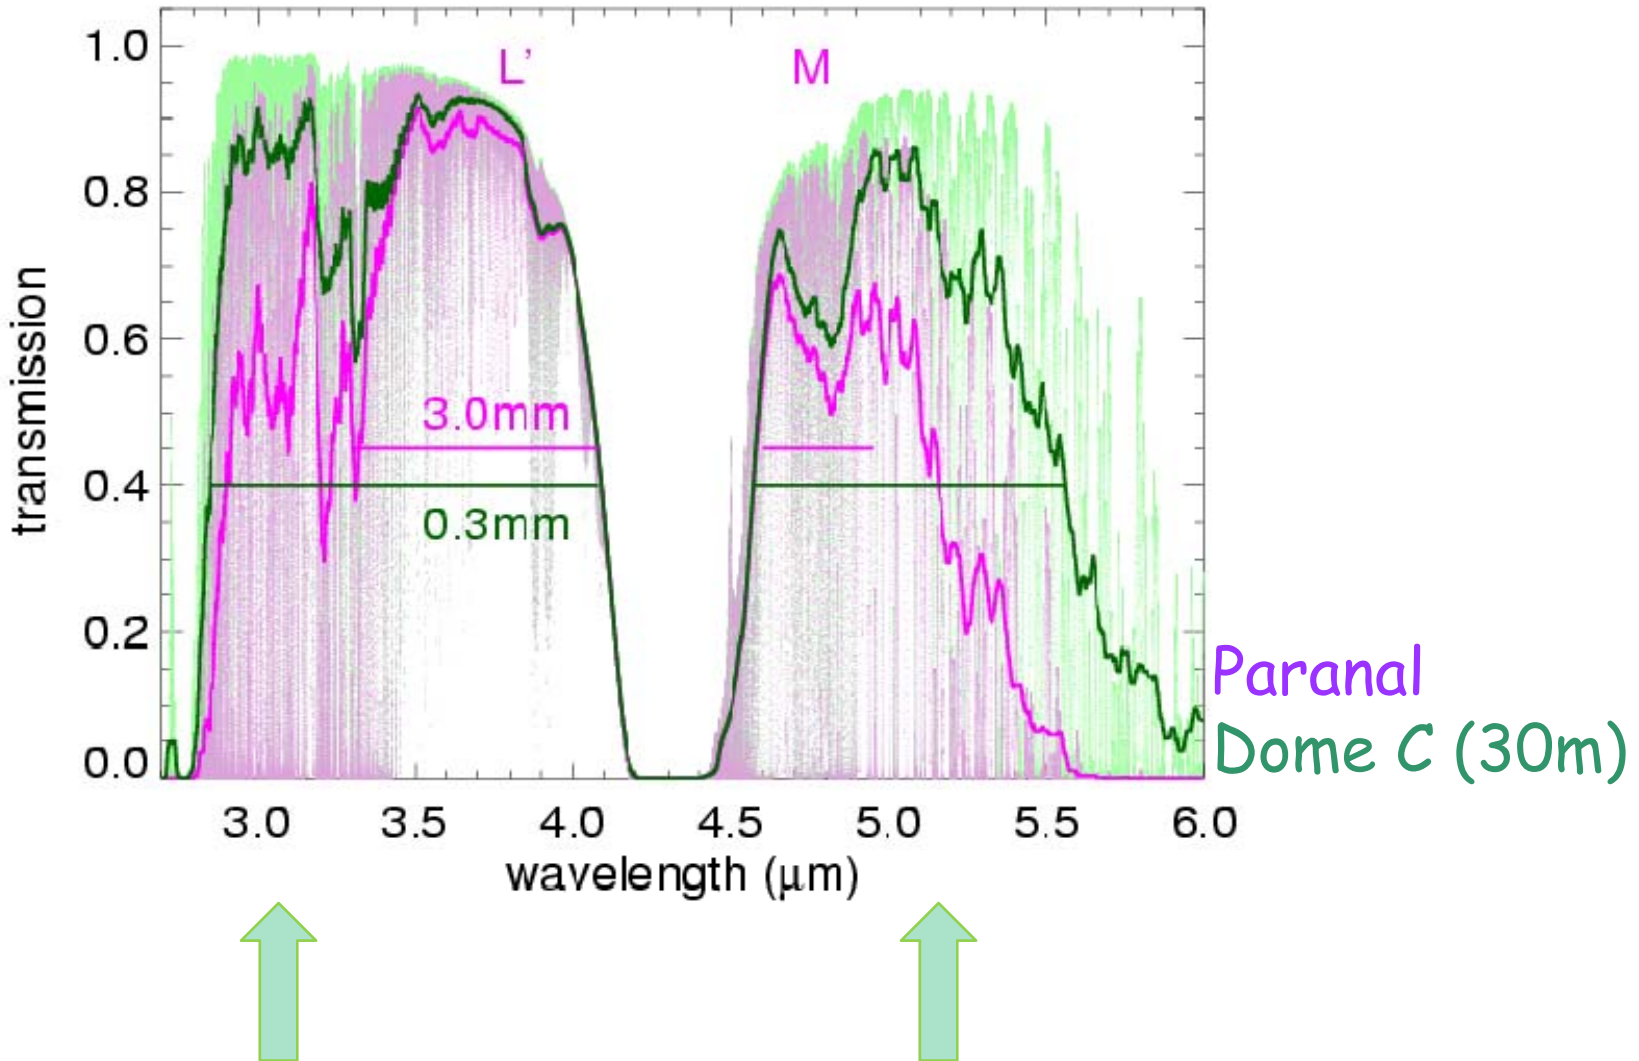 L’ M
1.0
0.8
0.6
0.4
0.2
0.0
transmission
3.0mm
0.3mm
Paranal
Dome C (30m)
3.0 3.5 4.0 4.5 5.0 5.5 6.0
wavelength (μm)